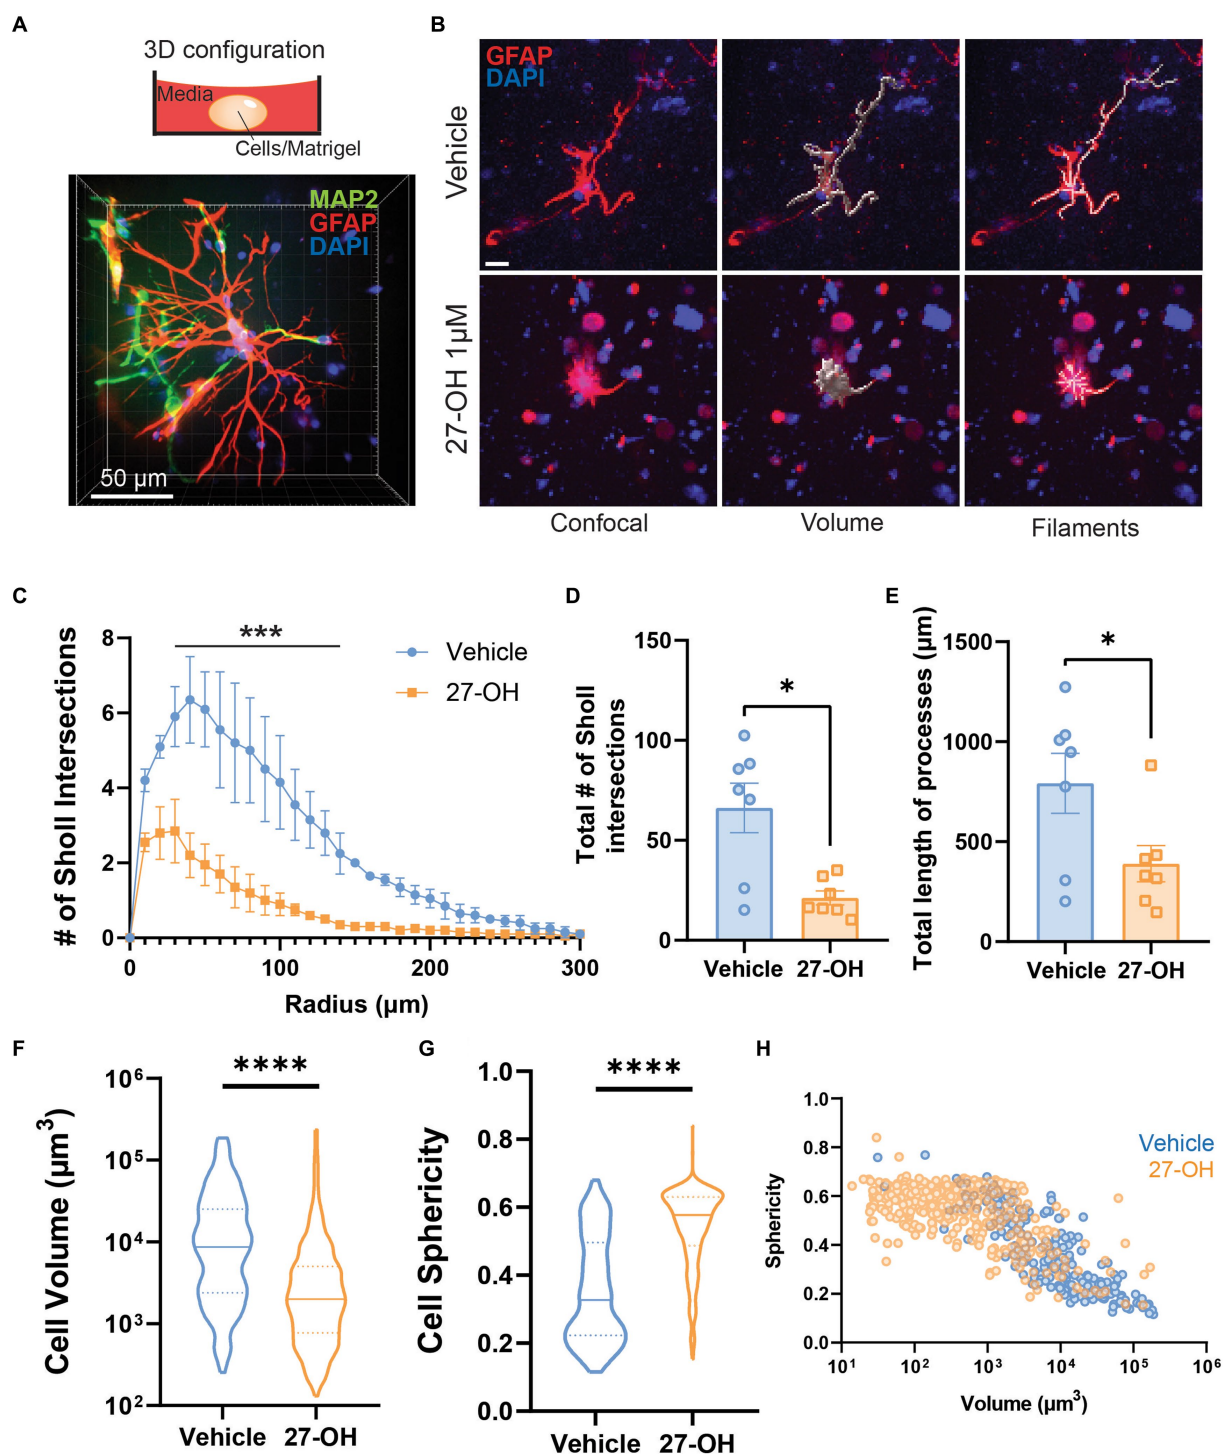 A
3D configuration
Media
Cells/Matrigel
MAP2
GFAP
DAPI
50 µm
B
GFAP
DAPI
Vehicle
27-OH 1µM
Confocal
Volume
Filaments
C
# of Sholl Intersections
8
6
4
2
0
***
Vehicle
27-OH
0
100
200
300
Radius (µm)
D
Total # of Sholl
intersections
150
100
50
0
*
Vehicle
27-OH
E
Total length of processes (µm)
1500
1000
500
0
*
Vehicle
27-OH
F
Cell Volume (µm³)
10⁶
10⁵
10⁴
10³
10²
****
Vehicle
27-OH
G
Cell Sphericity
1.0
0.8
0.6
0.4
0.2
0.0
****
Vehicle
27-OH
H
Sphericity
1.0
0.8
0.6
0.4
0.2
0.0
Vehicle
27-OH
10¹
10²
10³
10⁴
10⁵
10⁶
Volume (µm³)